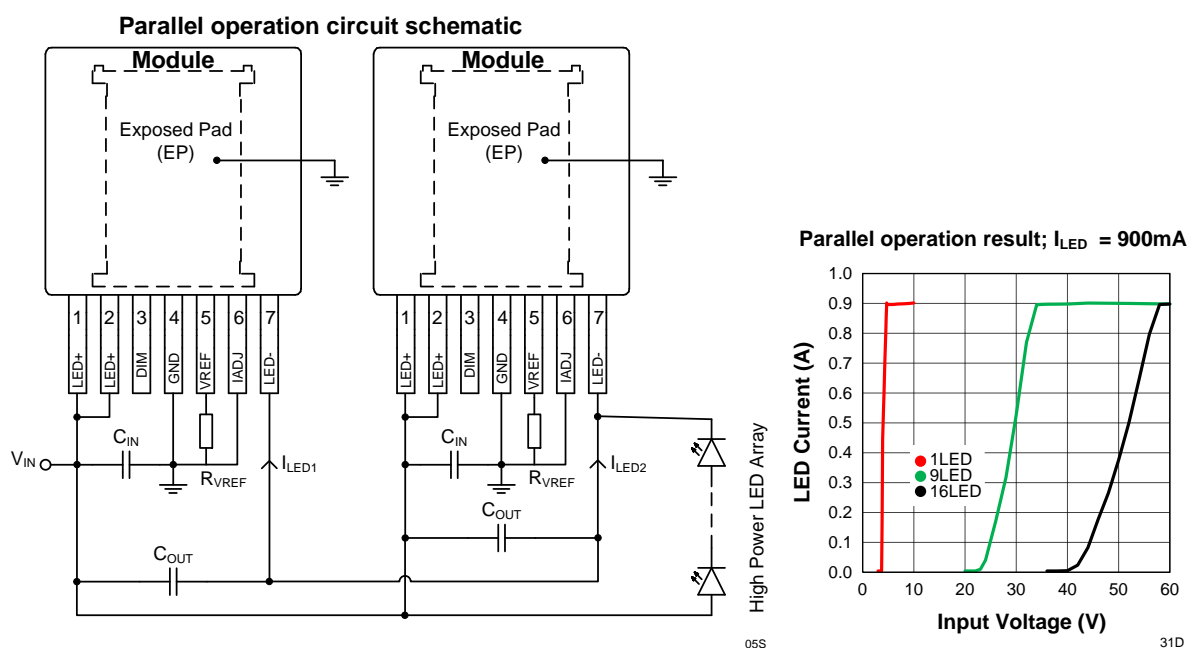 Parallel operation circuit schematic
Module
Exposed Pad
(EP)
1 2 3 4 5 6 7
LED+ LED+ DIM GND VREF IADJ LED-
VIN
CIN
RVREF
ILED1
COUT
Module
Exposed Pad
(EP)
1 2 3 4 5 6 7
LED+ LED+ DIM GND VREF IADJ LED-
CIN
RVREF
ILED2
COUT
High Power LED Array
05S
Parallel operation result; ILED = 900mA
LED Current (A)
1.0
0.9
0.8
0.7
0.6
0.5
0.4
0.3
0.2
0.1
0.0
1LED
9LED
16LED
0 10 20 30 40 50 60
Input Voltage (V)
31D